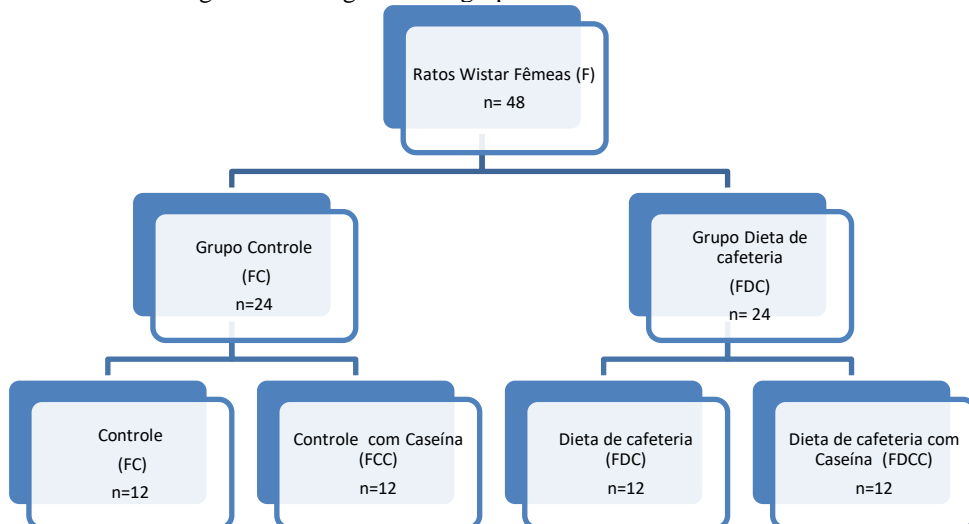 Ratos Wistar Fêmeas (F)
n= 48
Grupo Controle
(FC)
n=24
Grupo Dieta de
cafeteria
(FDC)
n= 24
Controle
(FC)
n=12
Controle com Caseína
(FCC)
n=12
Dieta de cafeteria
(FDC)
n=12
Dieta de cafeteria com
Caseína (FDCC)
n=12